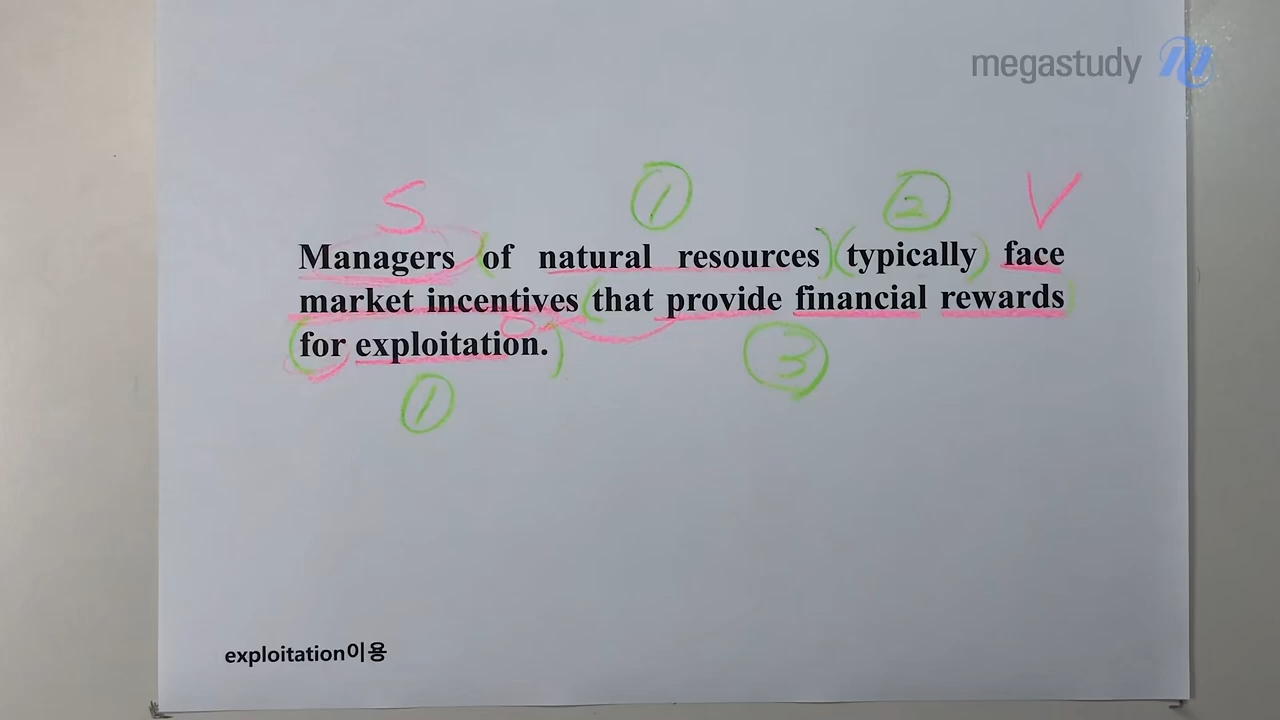 megastudy
S ① ② V
Managers of natural resources typically face
market incentives that provide financial rewards
for exploitation.
③
①
exploitation이용